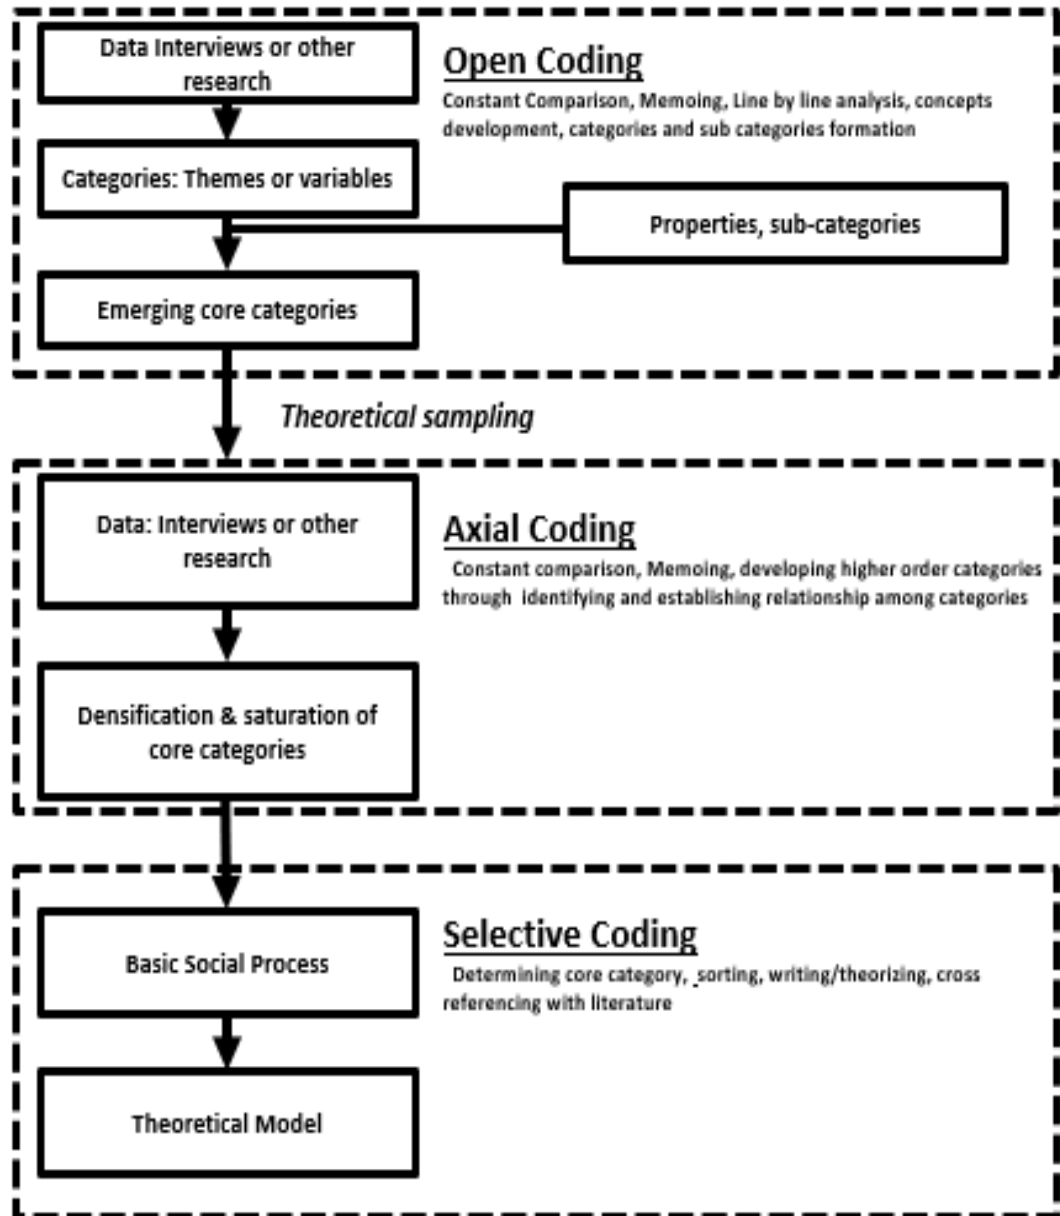 Data Interviews or other
research
Open Coding
Constant Comparison, Memoing, Line by line analysis, concepts
development, categories and sub categories formation
Categories: Themes or variables
Properties, sub-categories
Emerging core categories
Theoretical sampling
Data: Interviews or other
research
Axial Coding
Constant comparison, Memoing, developing higher order categories
through identifying and establishing relationship among categories
Densification & saturation of
core categories
Basic Social Process
Selective Coding
Determining core category, sorting, writing/theorizing, cross
referencing with literature
Theoretical Model